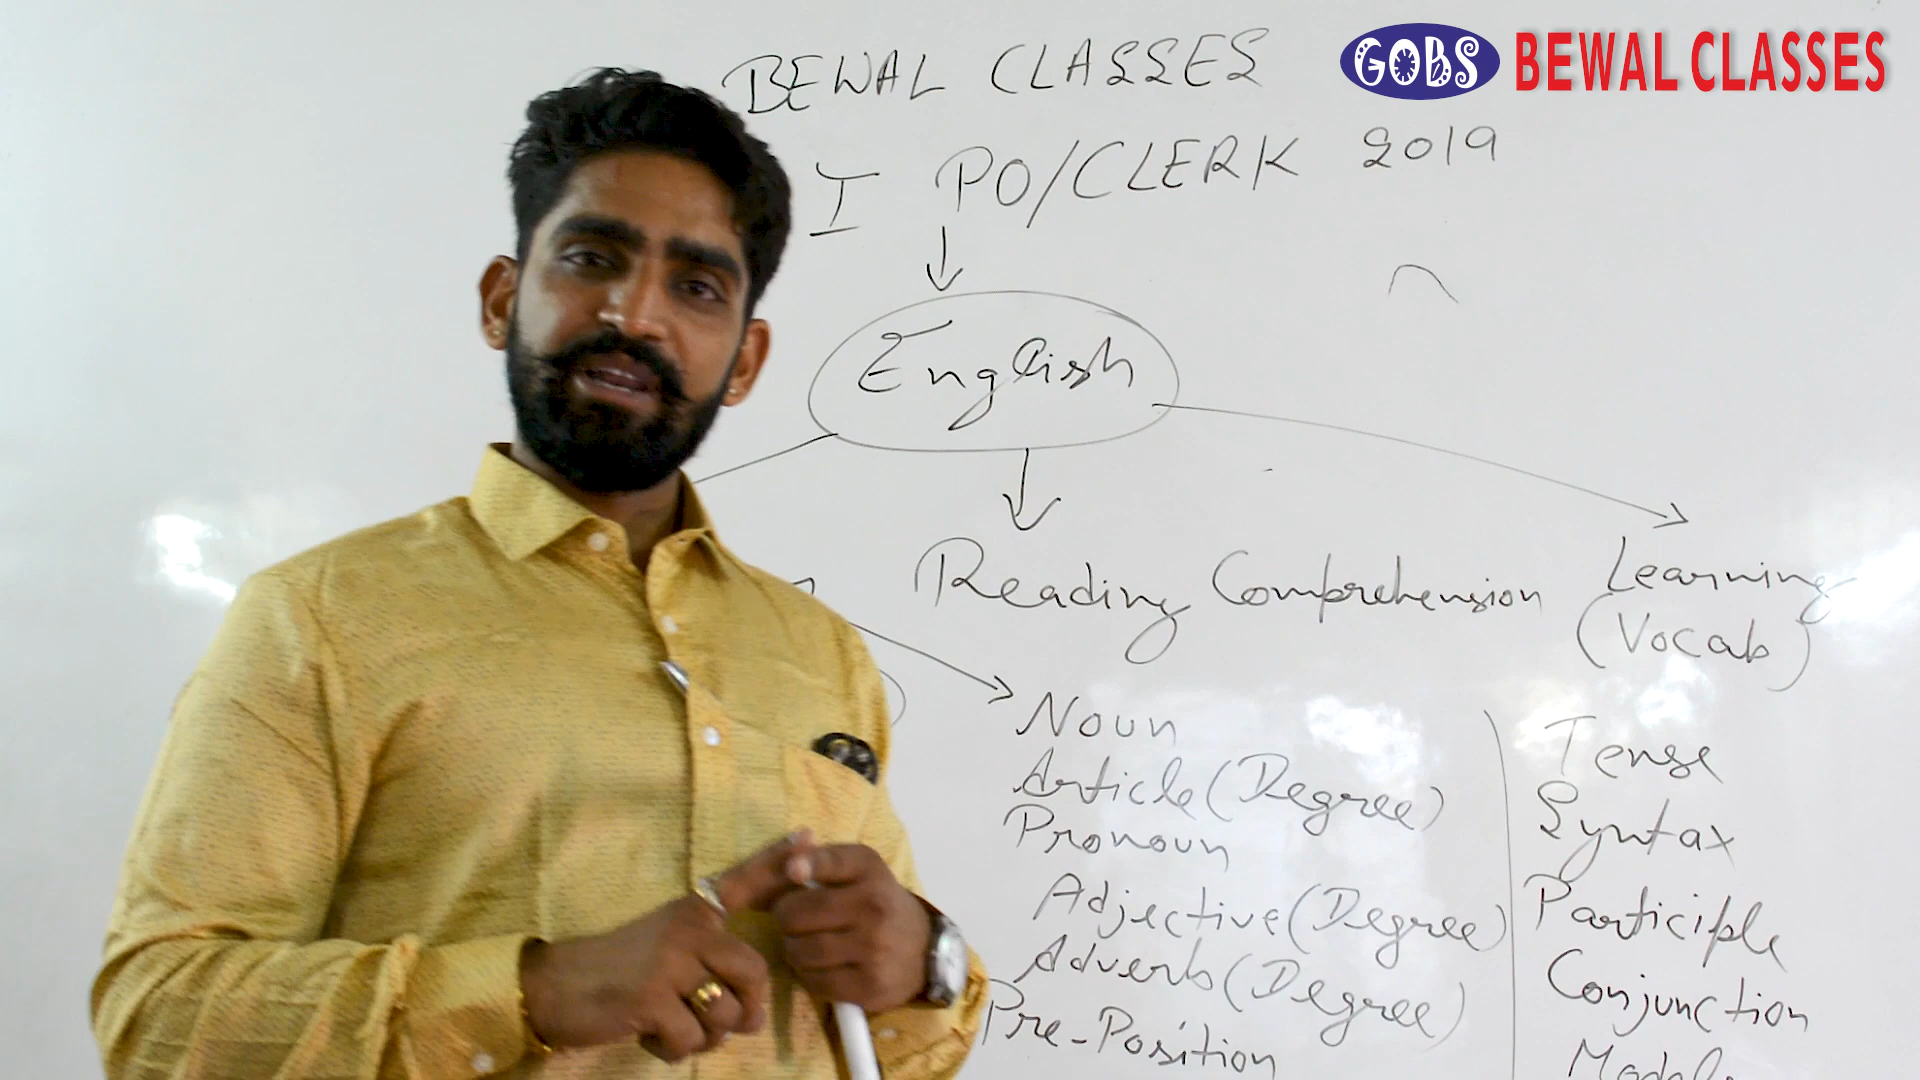 GOBS BEWAL CLASSES
BEWAL CLASSES
I PO/CLERK 2019
English
Reading Comprehension
Learning
(Vocab)
Noun
Article (Degree)
Pronoun
Adjective (Degree)
Adverb (Degree)
Pre-Position
Tense
Syntax
Participle
Conjunction